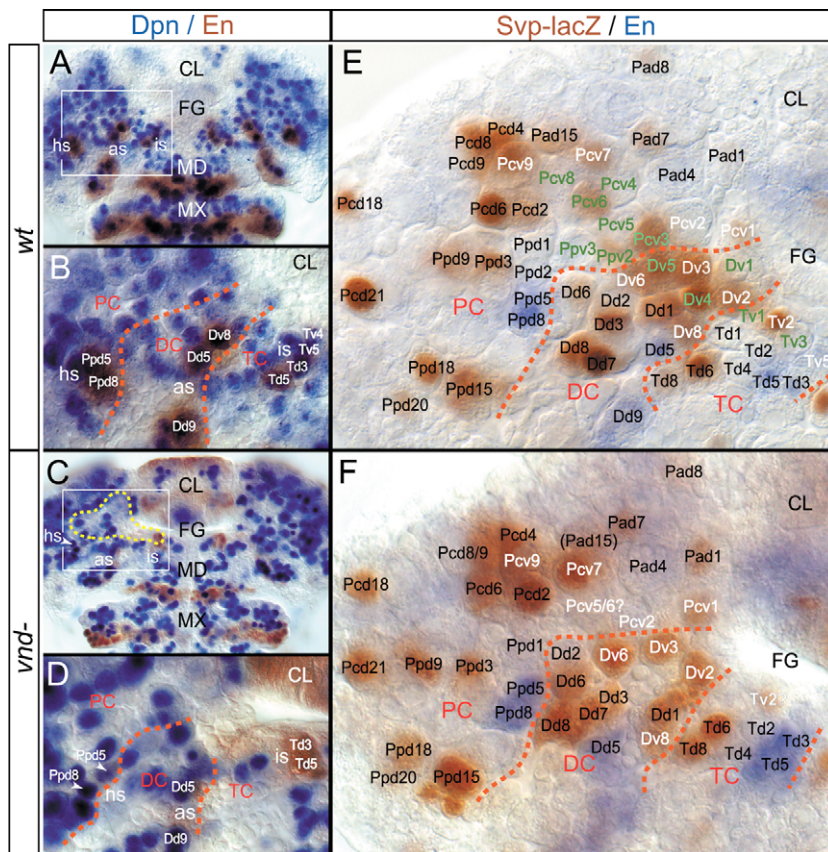 Dpn / En
Svp-lacZ / En
wt
vnd-
A
CL
FG
hs as is
MD
MX
B
CL
PC
DC
Dv8
TC
is
Tv4
Tv5
Td3
Td5
Ppd5
hs
Ppd8
Dd5
as
Dd9
C
CL
FG
hs
as is
MD
MX
D
CL
PC
Ppd5
Ppd8
hs
DC
Dd5
as
TC
is
Td3
Td5
Dd9
E
Pad8
CL
Pcd4
Pcd8 Pad15 Pad7
Pcd9 Pcv9 Pcv7 Pad1
Pad4
Pcv8 Pcv4
Pcv6
Pcd18
Pcd6 Pcd2
Pcv5 Pcv2 Pcv1
Pcv3
FG
Ppd1 Ppv3 Ppv2
Ppd9 Ppd3 Ppd2
Dv5 Dv3 Dv1
Dv6
Pcd21
PC
Ppd5 Dd6 Dd2
Ppd8 Dd3 Dd1 Dv4 Dv2
Tv1 Tv2
Dv8 Td1 Tv3
Dd8 Dd5 Td2
Dd7 Tv5
Ppd18 Td6 Td4
Ppd15 DC Td8 Td5 Td3
Ppd20 TC
Dd9
F
Pad8
CL
Pcd4 Pad7
Pcd8/9 (Pad15)
Pcv9 Pcv7 Pad4 Pad1
Pcd18
Pcd6 Pcd2
Pcv5/6? Pcv1
Pcv2
Ppd1 Dd2 Dv6 Dv3 FG
Pcd21 Ppd9 Ppd3
Dv2
PC Ppd5 Dd6 Dd3 Tv2
Ppd8 Dd7 Dd1 Td6 Td2
Dd8 Td3
Ppd18 Dd5 Dv8 Td8 Td4
Ppd20 Ppd15 DC TC Td5